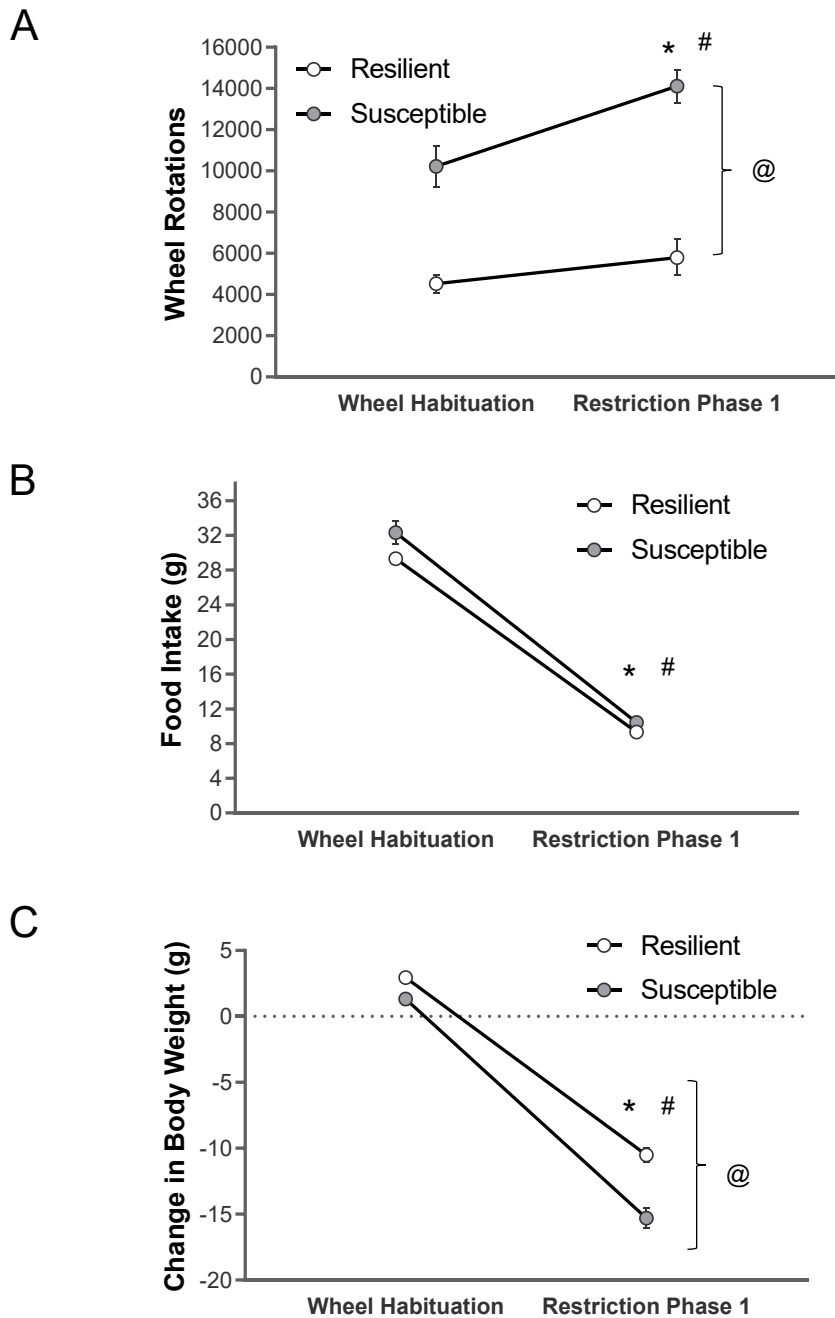 A
Wheel Rotations
16000
14000
12000
10000
8000
6000
4000
2000
0
Resilient
Susceptible
* #
@
Wheel Habituation Restriction Phase 1
B
Food Intake (g)
36
32
28
24
20
16
12
8
4
0
Resilient
Susceptible
* #
Wheel Habituation Restriction Phase 1
C
Change in Body Weight (g)
5
0
-5
-10
-15
-20
Resilient
Susceptible
* #
@
Wheel Habituation Restriction Phase 1